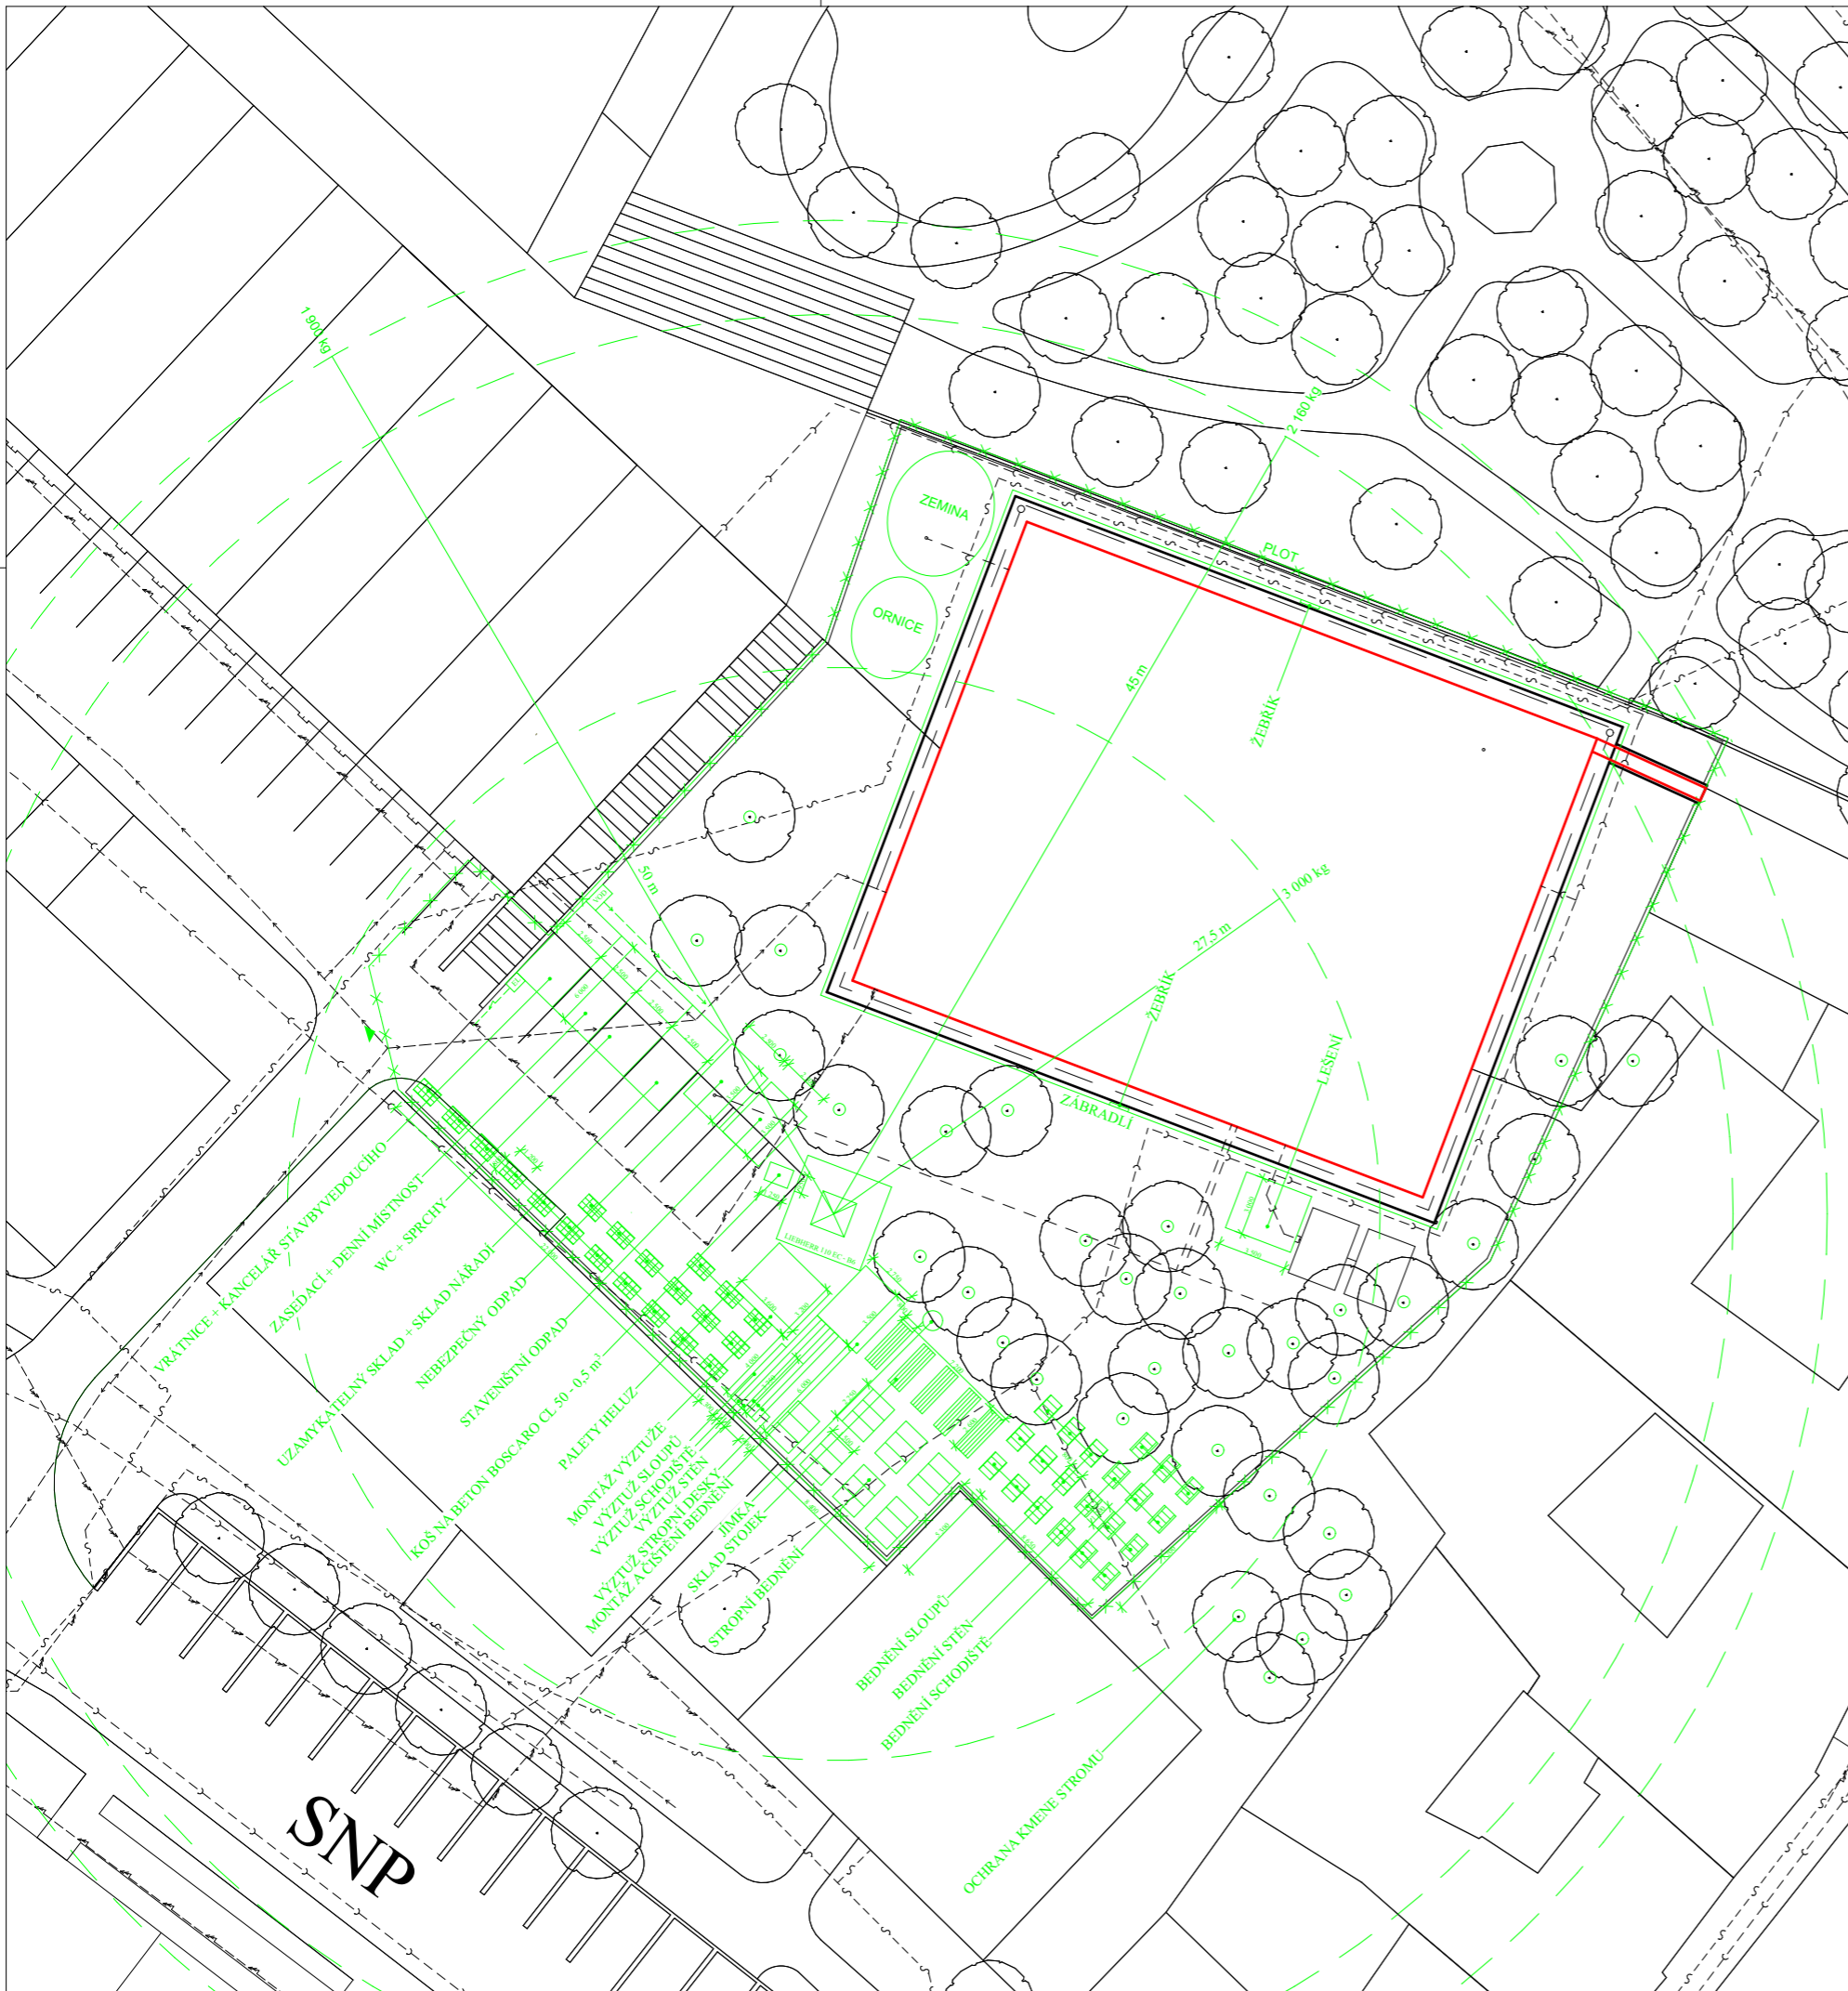 1 900 kg
2 160 kg
ZEMINA
PLOT
ORNICE
45 m
ŽEBŘÍK
50 m
3 000 kg
27,5 m
ŽEBŘÍK
LEŠENÍ
ZÁBRADLÍ
LIEBHERR 110 EC - B6
VRÁTNICE + KANCELÁŘ STAVBYVEDOUCÍHO
ZASEDACÍ + DENNÍ MÍSTNOST
WC + SPRCHY
UZAMYKATELNÝ SKLAD + SKLAD NÁŘADÍ
NEBEZPEČNÝ ODPAD
STAVENIŠTNÍ ODPAD
KOŠ NA BETON BOSCARO CL 50 - 0,5 m³
PALETY HELUZ
MONTÁŽ VÝZTUŽE
VÝZTUŽ SLOUPŮ
VÝZTUŽ SCHODIŠTĚ
VÝZTUŽ STĚN
VÝZTUŽ STROPNÍ DESKY
MONTÁŽ A ČIŠTĚNÍ BEDNĚNÍ
JÍMKA
SKLAD STOJEK
STROPNÍ BEDNĚNÍ
BEDNĚNÍ SLOUPŮ
BEDNĚNÍ STĚN
BEDNĚNÍ SCHODIŠTĚ
OCHRANA KMENE STROMU
SNP